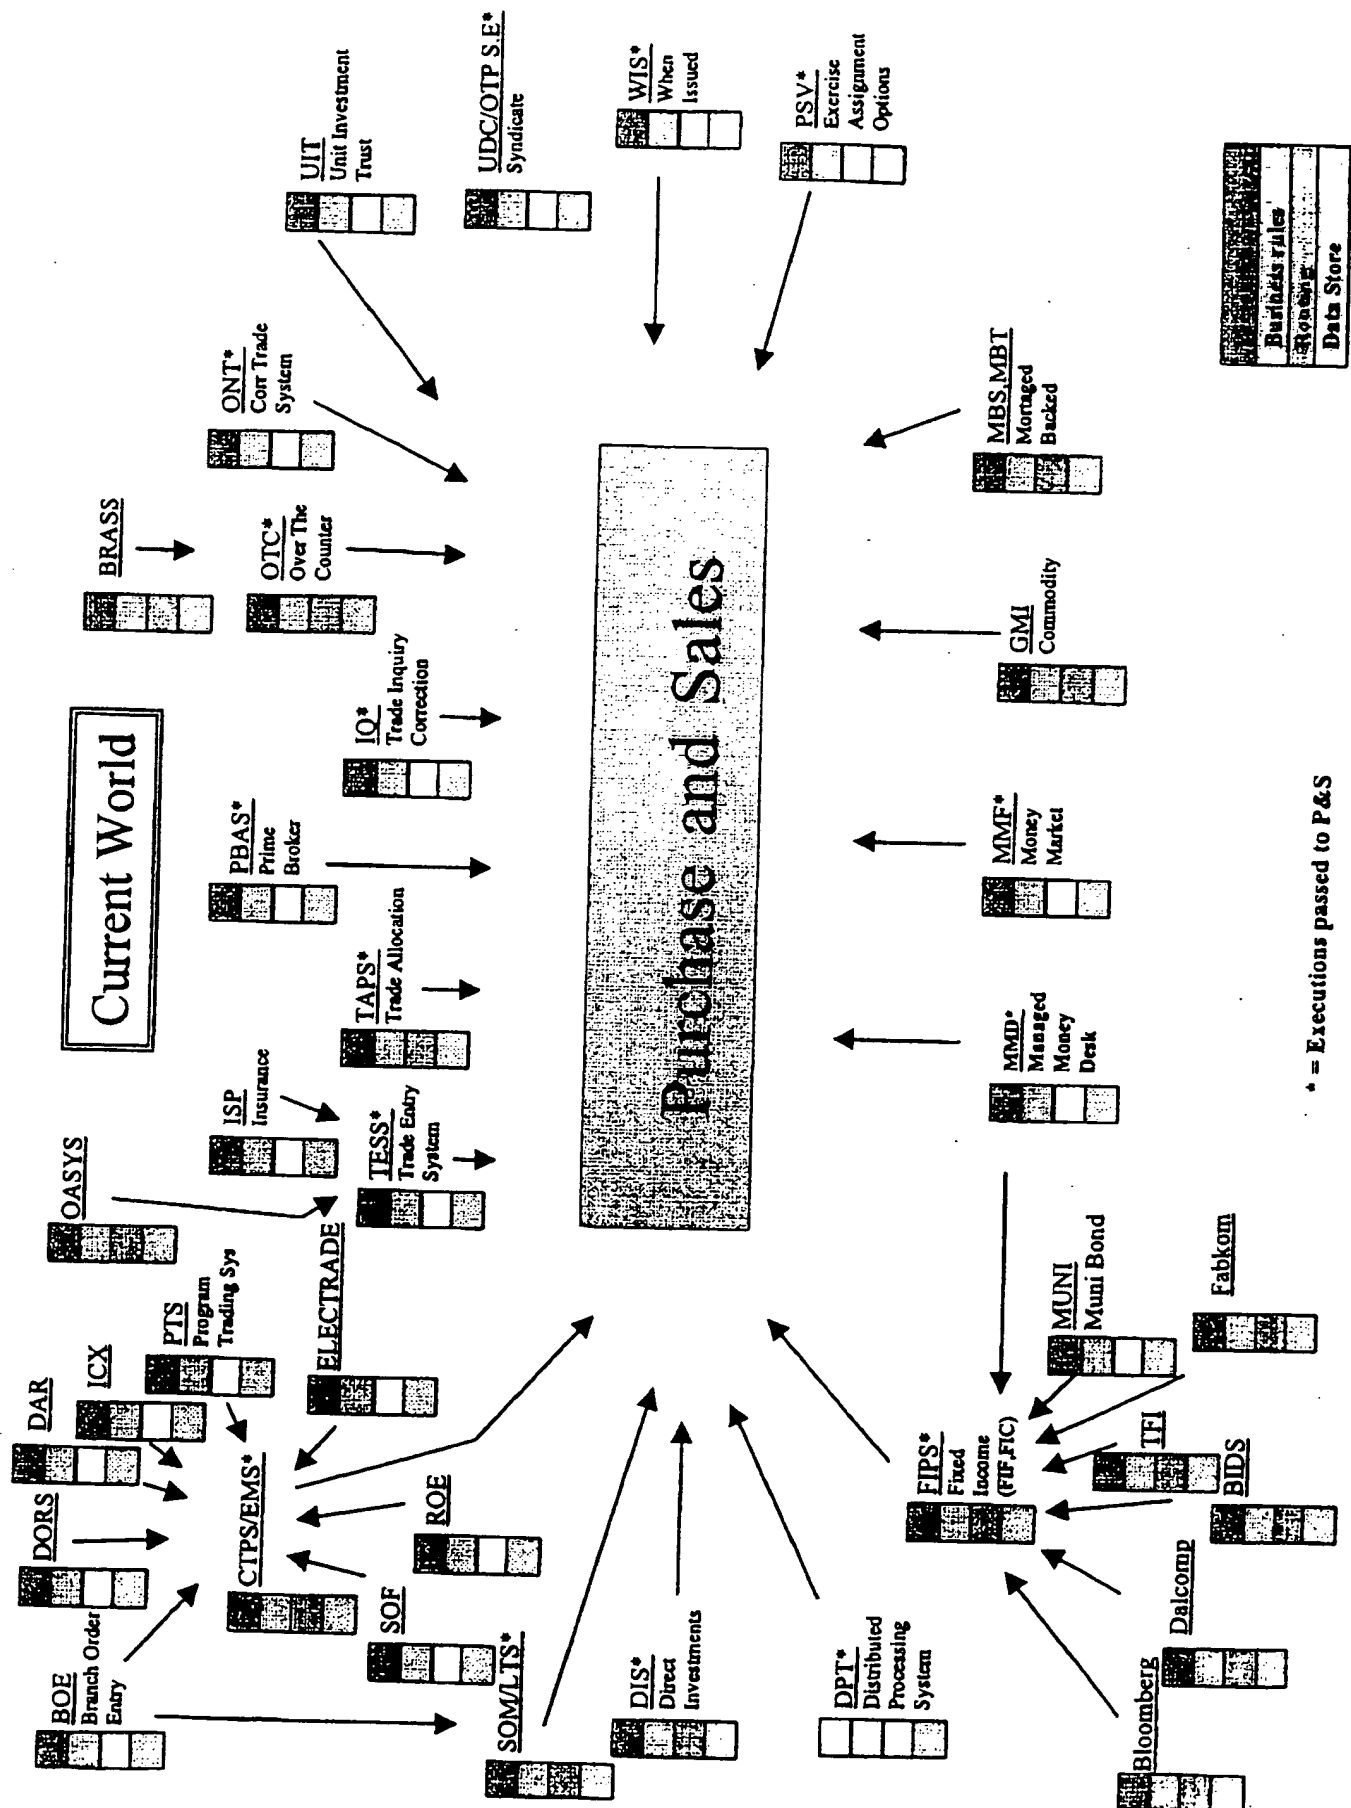 Current World
BOE
Branch Order
Entry
DORS
DAR
ICX
PTS
Program
Trading Sys
OASYS
ISP
Insurance
PBAS*
Prime
Broker
BRASS
OTC*
Over The
Counter
ONT*
Corr Trade
System
UIT
Unit Investment
Trust
CTPS/EMS*
ELECTRADE
TESS*
Trade Entry
System
TAPS*
Trade Allocation
IQ*
Trade Inquiry
Correction
UDC/OTP S.E*
Syndicate
SOF
ROE
SOM/LTS*
WIS*
When
Issued
DIS*
Direct
Investments
Purchase and Sales
PSV*
Exercise
Assignment
Options
DPT*
Distributed
Processing
System
FIPS*
Fixed
Income
(FIF,FIC)
MUNI
Muni Bond
MMD*
Managed
Money
Desk
MMF*
Money
Market
GMI
Commodity
MBS,MBT
Mortaged
Backed
Bloomberg
Dalcomp
BIDS
TFI
Fabkom
Business rules
Routing
Data Store
* = Executions passed to P&S